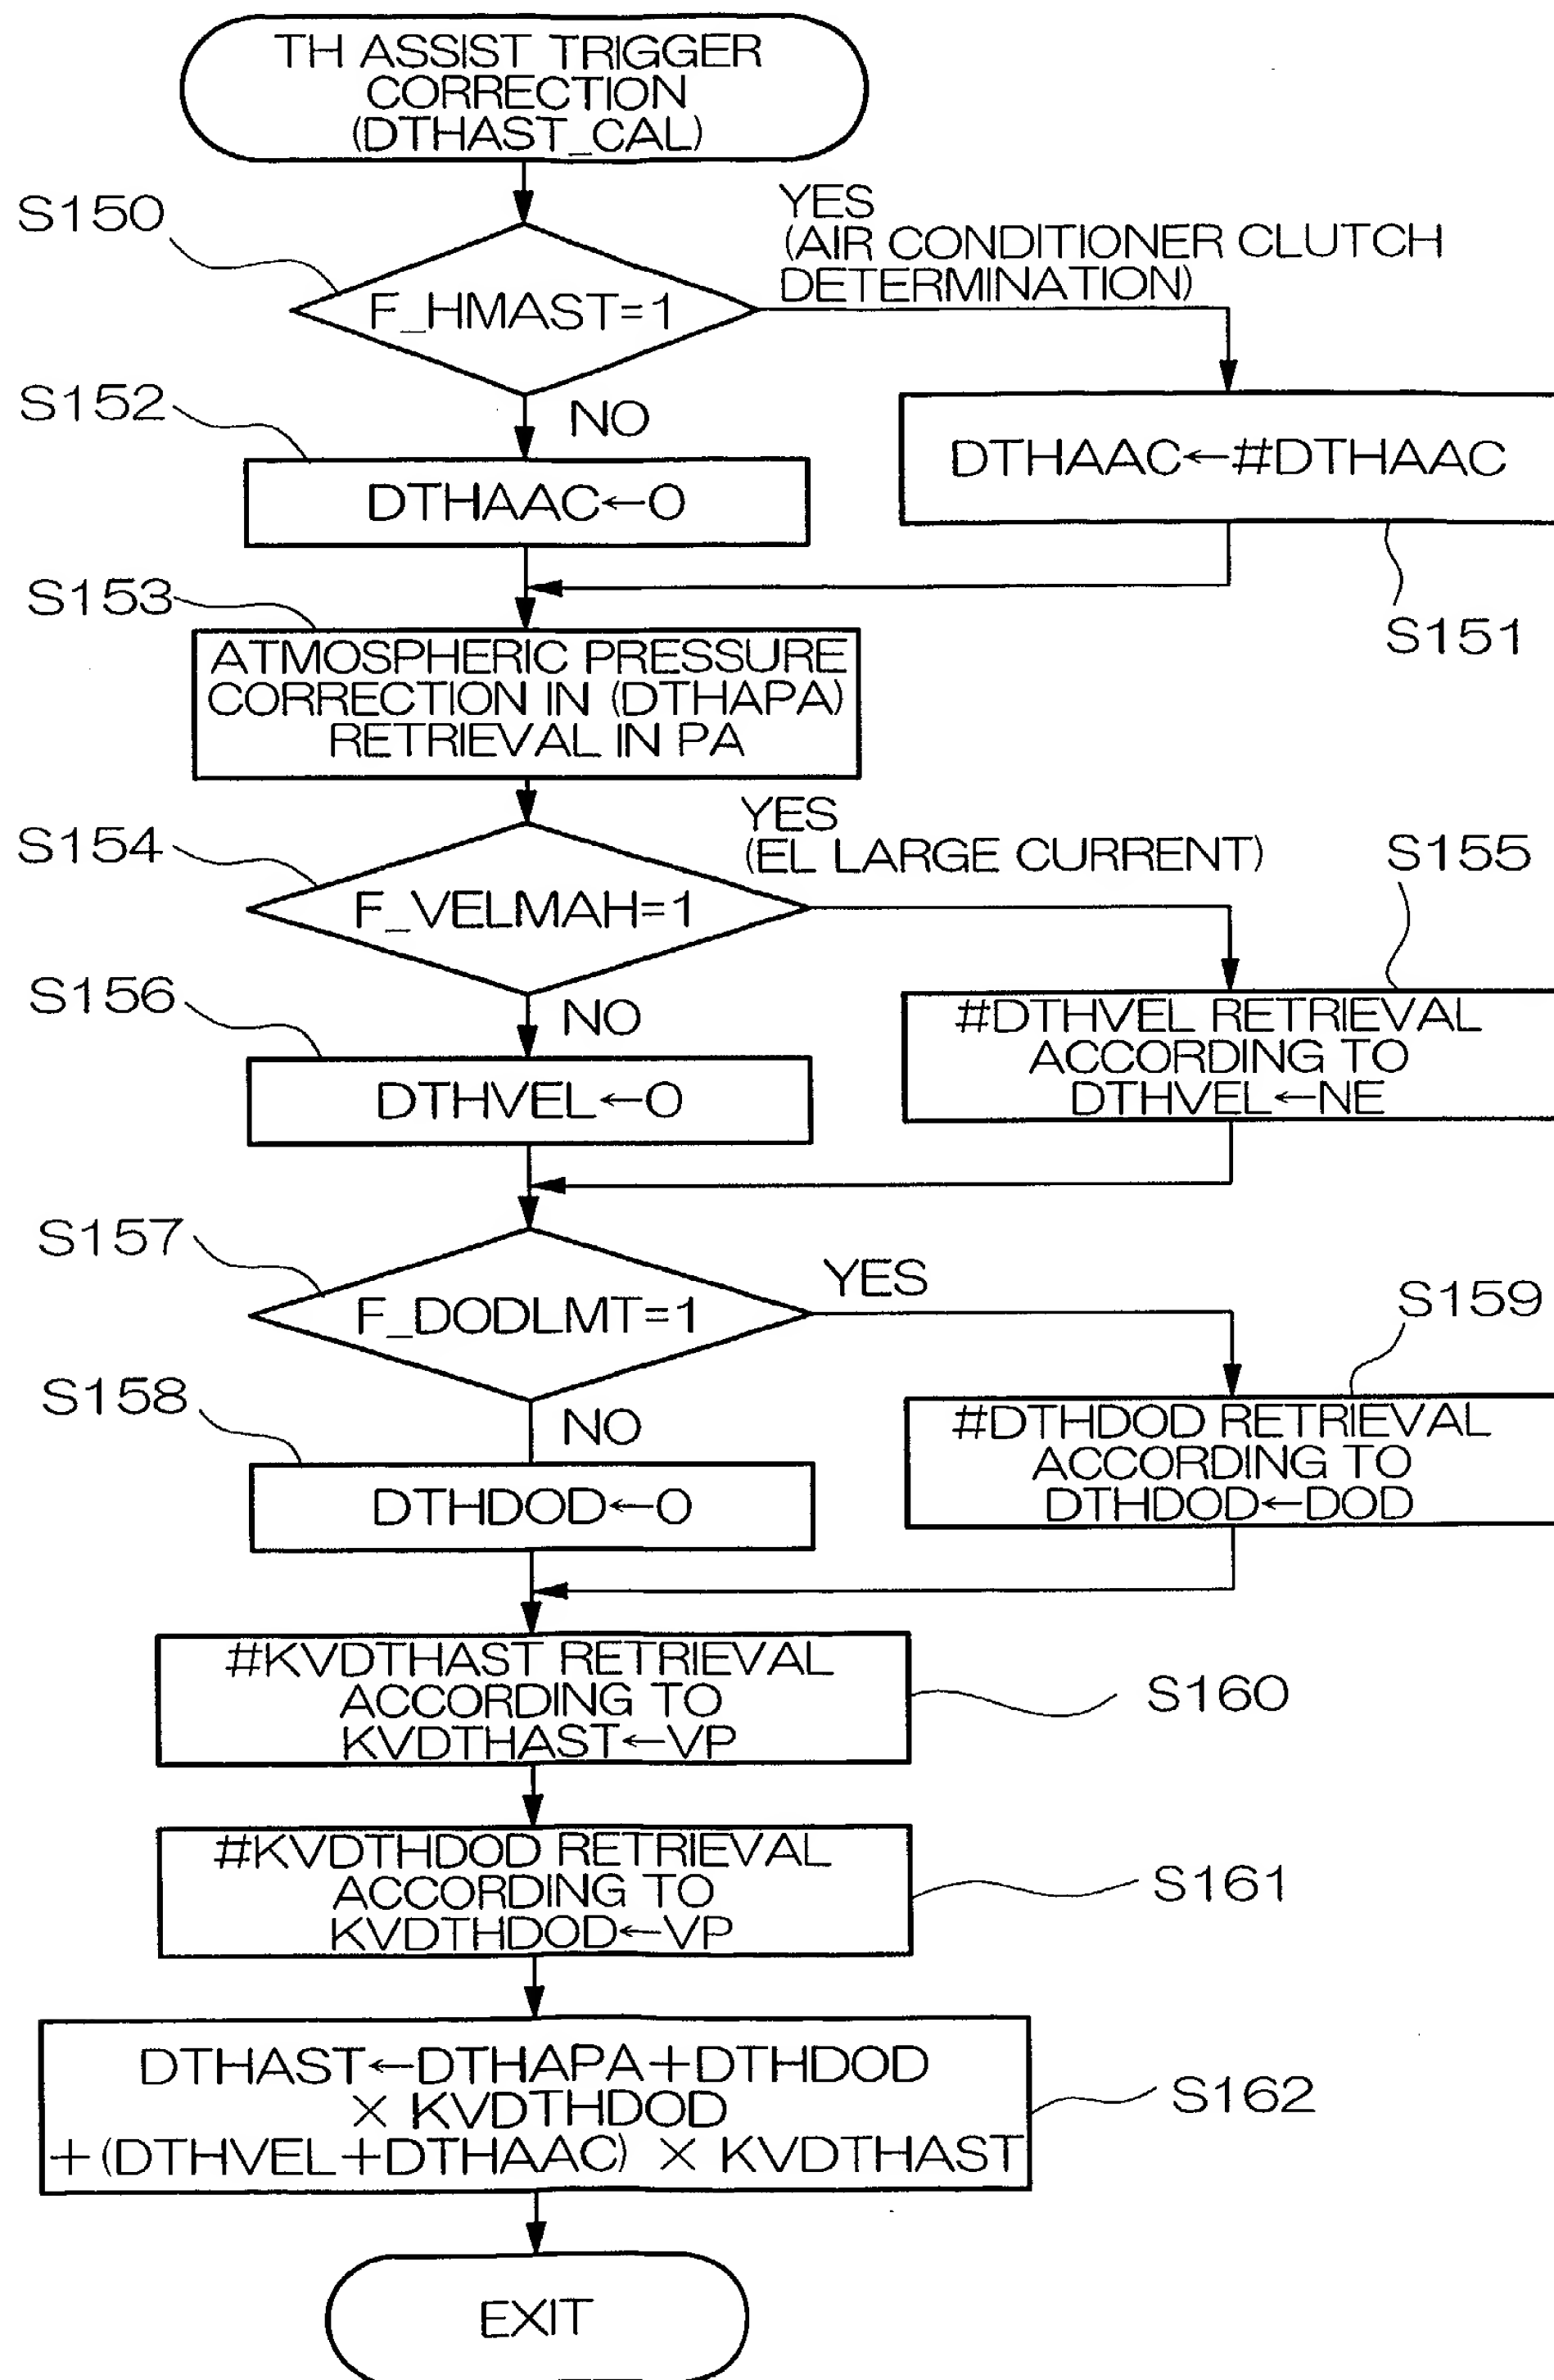 TH ASSIST TRIGGER
CORRECTION
(DTHAST_CAL)
S150
F_HMAST=1
YES
(AIR CONDITIONER CLUTCH
DETERMINATION)
S152
NO
DTHAAC←0
DTHAAC←#DTHAAC
S151
S153
ATMOSPHERIC PRESSURE
CORRECTION IN (DTHAPA)
RETRIEVAL IN PA
S154
F_VELMAH=1
YES
(EL LARGE CURRENT)
S155
S156
NO
DTHVEL←0
#DTHVEL RETRIEVAL
ACCORDING TO
DTHVEL←NE
S157
F_DODLMT=1
YES
S159
S158
NO
DTHDOD←0
#DTHDOD RETRIEVAL
ACCORDING TO
DTHDOD←DOD
#KVDTHAST RETRIEVAL
ACCORDING TO
KVDTHAST←VP
S160
#KVDTHDOD RETRIEVAL
ACCORDING TO
KVDTHDOD←VP
S161
DTHAST←DTHAPA+DTHDOD
× KVDTHDOD
+(DTHVEL+DTHAAC) × KVDTHAST
S162
EXIT